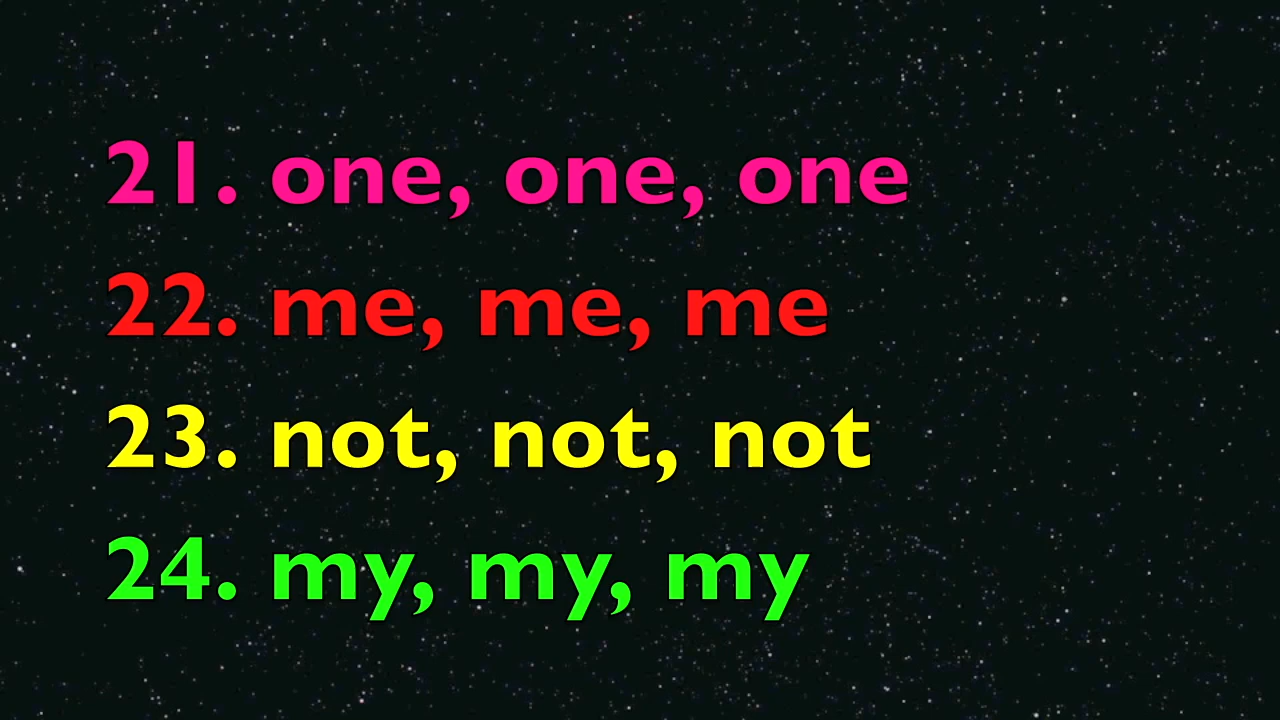 21. one, one, one
22. me, me, me
23. not, not, not
24. my, my, my